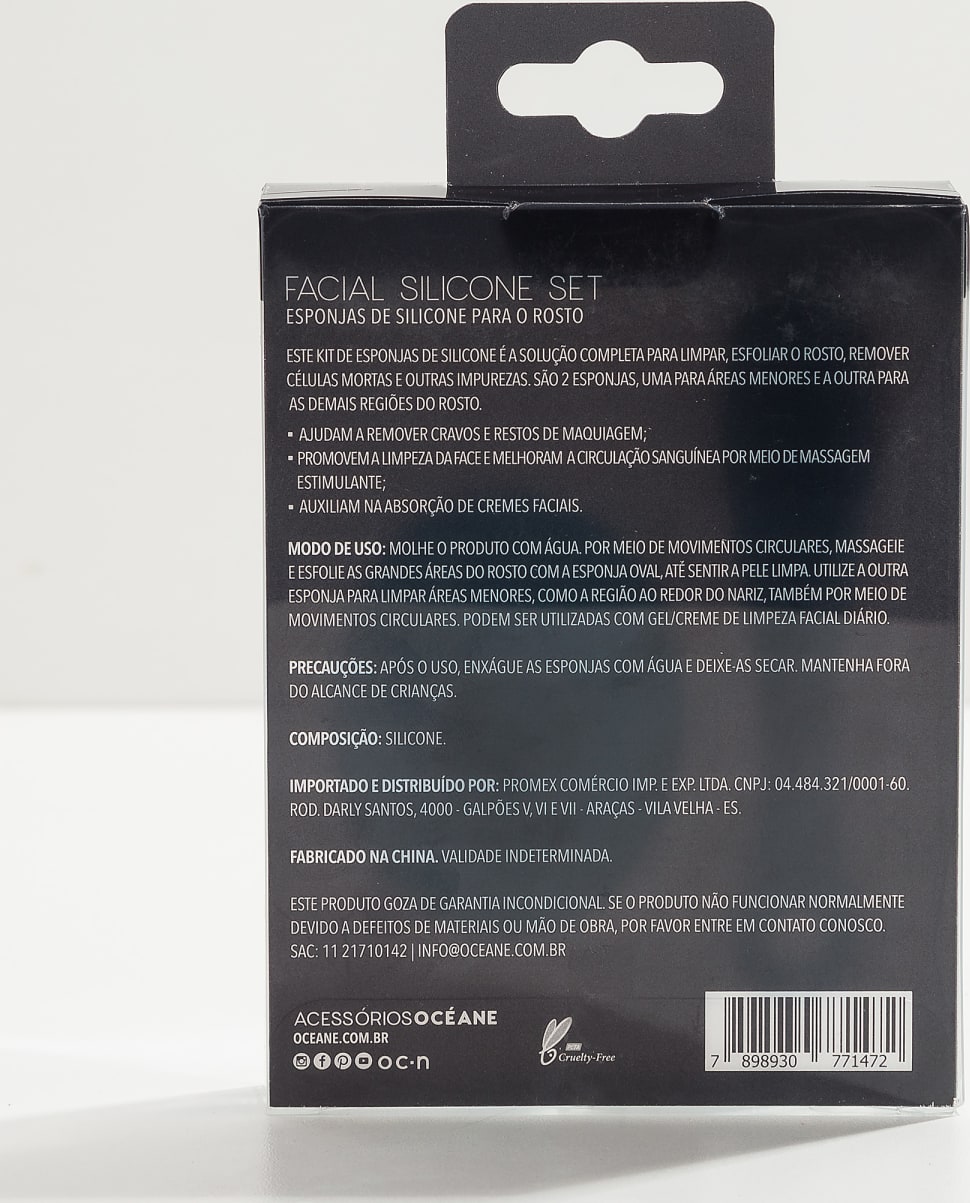 FACIAL SILICONE SET
ESPONJAS DE SILICONE PARA O ROSTO
ESTE KIT DE ESPONJAS DE SILICONE É A SOLUÇÃO COMPLETA PARA LIMPAR, ESFOLIAR O ROSTO, REMOVER
CÉLULAS MORTAS E OUTRAS IMPUREZAS. SÃO 2 ESPONJAS, UMA PARA ÁREAS MENORES E A OUTRA PARA
AS DEMAIS REGIÕES DO ROSTO.
▪ AJUDAM A REMOVER CRAVOS E RESTOS DE MAQUIAGEM;
▪ PROMOVEM A LIMPEZA DA FACE E MELHORAM A CIRCULAÇÃO SANGUÍNEA POR MEIO DE MASSAGEM
ESTIMULANTE;
▪ AUXILIAM NA ABSORÇÃO DE CREMES FACIAIS.
MODO DE USO: MOLHE O PRODUTO COM ÁGUA. POR MEIO DE MOVIMENTOS CIRCULARES, MASSAGEIE
E ESFOLIE AS GRANDES ÁREAS DO ROSTO COM A ESPONJA OVAL, ATÉ SENTIR A PELE LIMPA. UTILIZE A OUTRA
ESPONJA PARA LIMPAR ÁREAS MENORES, COMO A REGIÃO AO REDOR DO NARIZ, TAMBÉM POR MEIO DE
MOVIMENTOS CIRCULARES. PODEM SER UTILIZADAS COM GEL/CREME DE LIMPEZA FACIAL DIÁRIO.
PRECAUÇÕES: APÓS O USO, ENXÁGUE AS ESPONJAS COM ÁGUA E DEIXE-AS SECAR. MANTENHA FORA
DO ALCANCE DE CRIANÇAS.
COMPOSIÇÃO: SILICONE.
IMPORTADO E DISTRIBUÍDO POR: PROMEX COMÉRCIO IMP. E EXP. LTDA. CNPJ: 04.484.321/0001-60.
ROD. DARLY SANTOS, 4000 - GALPÕES V, VI E VII - ARAÇAS - VILA VELHA - ES.
FABRICADO NA CHINA. VALIDADE INDETERMINADA.
ESTE PRODUTO GOZA DE GARANTIA INCONDICIONAL. SE O PRODUTO NÃO FUNCIONAR NORMALMENTE
DEVIDO A DEFEITOS DE MATERIAIS OU MÃO DE OBRA, POR FAVOR ENTRE EM CONTATO CONOSCO.
SAC: 11 21710142 | INFO@OCEANE.COM.BR
ACESSÓRIOS OCÉANE
OCEANE.COM.BR
oc·n
PETA
Cruelty-Free
7 898930 771472